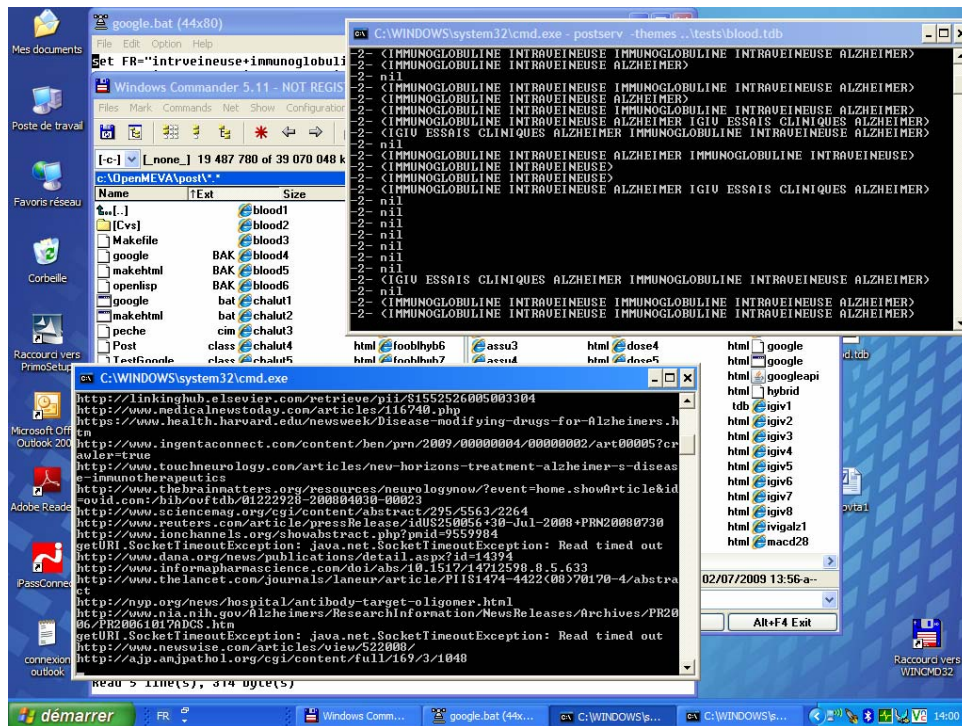 Mes documents
Poste de travail
Favoris réseau
Corbeille
Raccourci vers
PrimoSetup
Microsoft Off
Outlook 200
Adobe Reade
iPassConnec
connexion
outlook
google.bat (44x80)
File Edit Option Help
set FR="intrveineuse+immunoglobuli
Windows Commander 5.11 - NOT REGIS
Files Mark Commands Net Show Configuratio
[-c-] [_none_] 19 487 780 of 39 070 048 k
c:\OpenMEVA\post\*.*
Name ↑Ext Size
[..] blood1
[Cvs] blood2
Makefile blood3
google BAK blood4
makehtml BAK blood5
openlisp BAK blood6
google bat chalut1
makehtml bat chalut2
peche cim chalut3
Post class chalut4 html fooblhyb6 assu3 html dose4 html google
TestGoogle class chalut5 html fooblhyb7 assu4 html dose5 html google
html googleapi
html hybrid
tdb igiv1
html igiv2
html igiv3
html igiv4
html igiv5
html igiv6
html igiv7
html igiv8
html ivigalz1
html macd28
02/07/2009 13:56 -a--
Alt+F4 Exit
C:\WINDOWS\system32\cmd.exe - postserv -themes ..\tests\blood.tdb
-2- (IMMUNOGLOBULINE INTRAVEINEUSE IMMUNOGLOBULINE INTRAVEINEUSE ALZHEIMER)
-2- (IMMUNOGLOBULINE INTRAVEINEUSE ALZHEIMER)
-2- nil
-2- (IMMUNOGLOBULINE INTRAVEINEUSE IMMUNOGLOBULINE INTRAVEINEUSE ALZHEIMER)
-2- (IMMUNOGLOBULINE INTRAVEINEUSE ALZHEIMER)
-2- (IMMUNOGLOBULINE INTRAVEINEUSE IMMUNOGLOBULINE INTRAVEINEUSE ALZHEIMER)
-2- (IMMUNOGLOBULINE INTRAVEINEUSE ALZHEIMER IGIV ESSAIS CLINIQUES ALZHEIMER)
-2- (IGIV ESSAIS CLINIQUES ALZHEIMER IMMUNOGLOBULINE INTRAVEINEUSE ALZHEIMER)
-2- nil
-2- (IMMUNOGLOBULINE INTRAVEINEUSE ALZHEIMER IMMUNOGLOBULINE INTRAVEINEUSE)
-2- (IMMUNOGLOBULINE INTRAVEINEUSE)
-2- (IMMUNOGLOBULINE INTRAVEINEUSE)
-2- (IMMUNOGLOBULINE INTRAVEINEUSE ALZHEIMER IGIV ESSAIS CLINIQUES ALZHEIMER)
-2- nil
-2- nil
-2- nil
-2- nil
-2- nil
-2- nil
-2- (IGIV ESSAIS CLINIQUES ALZHEIMER IMMUNOGLOBULINE INTRAVEINEUSE ALZHEIMER)
-2- nil
-2- (IMMUNOGLOBULINE INTRAVEINEUSE IMMUNOGLOBULINE INTRAVEINEUSE ALZHEIMER)
-2- (IMMUNOGLOBULINE INTRAVEINEUSE IMMUNOGLOBULINE INTRAVEINEUSE ALZHEIMER)
C:\WINDOWS\system32\cmd.exe
http://linkinghub.elsevier.com/retrieve/pii/S1552526005003304
http://www.medicalnewstoday.com/articles/116740.php
https://www.health.harvard.edu/newsweek/Disease-modifying-drugs-for-Alzheimers.h
tm
http://www.ingentaconnect.com/content/ben/prn/2009/00000004/00000002/art00005?cr
awler=true
http://www.touchneurology.com/articles/new-horizons-treatment-alzheimer-s-diseas
e-immunotherapeutics
http://www.thebrainmatters.org/resources/neurologynow/?event=home.showArticle&id
=ovid.com:/bib/ovftdb/01222928-200804030-00023
http://www.sciencemag.org/cgi/content/abstract/295/5563/2264
http://www.reuters.com/article/pressRelease/idUS250056+30-Jul-2008+PRN20080730
http://www.ionchannels.org/showabstract.php?pmid=9559984
getURI.SocketTimeoutException: java.net.SocketTimeoutException: Read timed out
http://www.dana.org/news/publications/detail.aspx?id=14394
http://www.informapharmascience.com/doi/abs/10.1517/14712598.8.5.633
http://www.thelancet.com/journals/laneur/article/PIIS1474-4422(08)70170-4/abstra
ct
http://nyp.org/news/hospital/antibody-target-oligomer.html
http://www.nia.nih.gov/Alzheimers/ResearchInformation/NewsReleases/Archives/PR20
06/PR20061017ADCS.htm
getURI.SocketTimeoutException: java.net.SocketTimeoutException: Read timed out
http://www.newswise.com/articles/view/522008/
http://ajp.amjpathol.org/cgi/content/full/169/3/1048
Read 5 line(s), 314 byte(s)
d.tdb
ovta1
Raccourci vers
WINCMD32
démarrer FR Windows Comm... google.bat (44x... C:\WINDOWS\s... C:\WINDOWS\s... 14:00